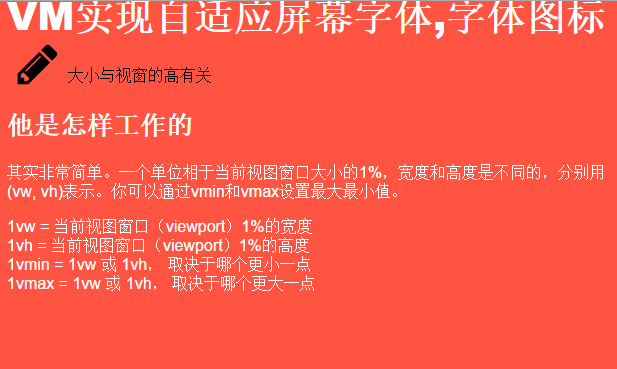 VM实现自适应屏幕字体,字体图标
大小与视窗的高有关
他是怎样工作的
其实非常简单。一个单位相于当前视图窗口大小的1%，宽度和高度是不同的，分别用
(vw, vh)表示。你可以通过vmin和vmax设置最大最小值。
1vw = 当前视图窗口（viewport）1%的宽度
1vh = 当前视图窗口（viewport）1%的高度
1vmin = 1vw 或 1vh， 取决于哪个更小一点
1vmax = 1vw 或 1vh， 取决于哪个更大一点